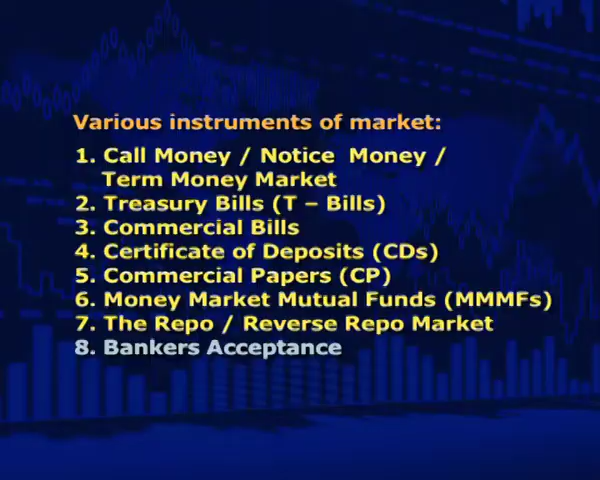 Various instruments of market:
1. Call Money / Notice Money /
Term Money Market
2. Treasury Bills (T – Bills)
3. Commercial Bills
4. Certificate of Deposits (CDs)
5. Commercial Papers (CP)
6. Money Market Mutual Funds (MMMFs)
7. The Repo / Reverse Repo Market
8. Bankers Acceptance